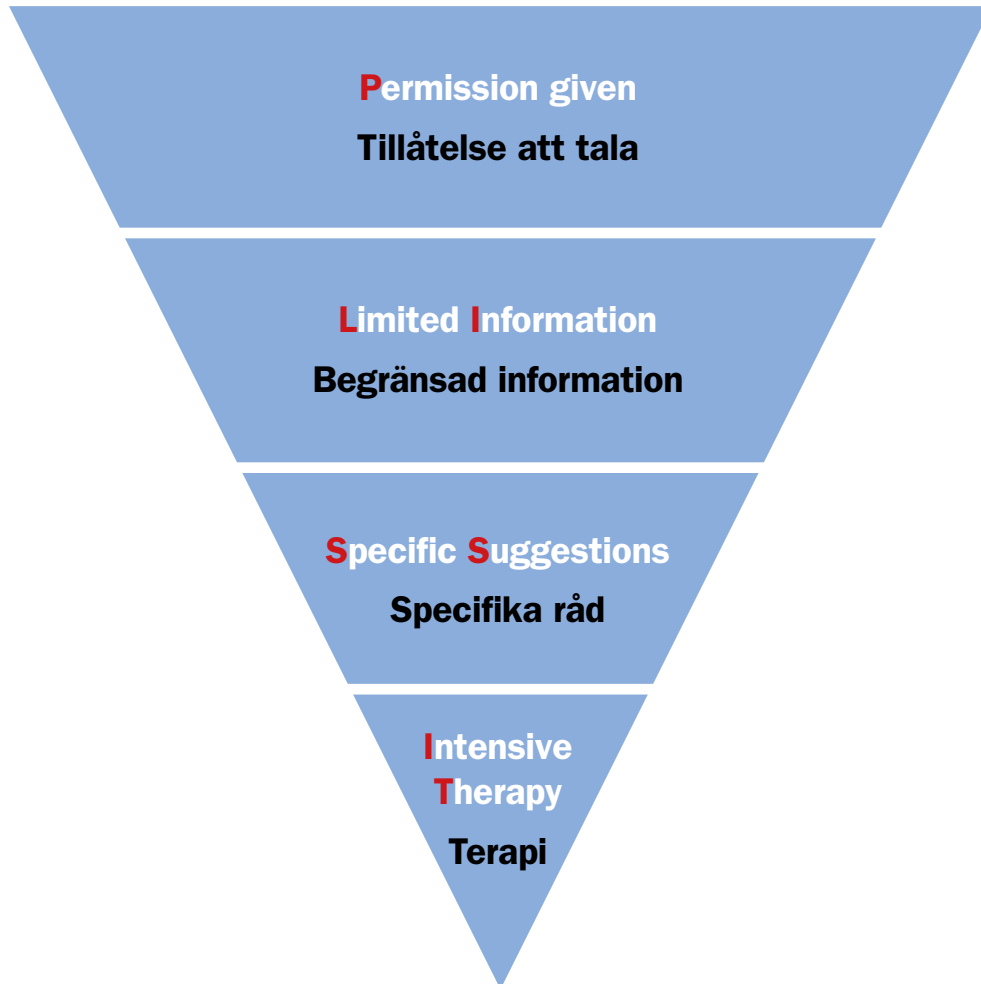 Permission given
Tillåtelse att tala
Limited Information
Begränsad information
Specific Suggestions
Specifika råd
Intensive
Therapy
Terapi